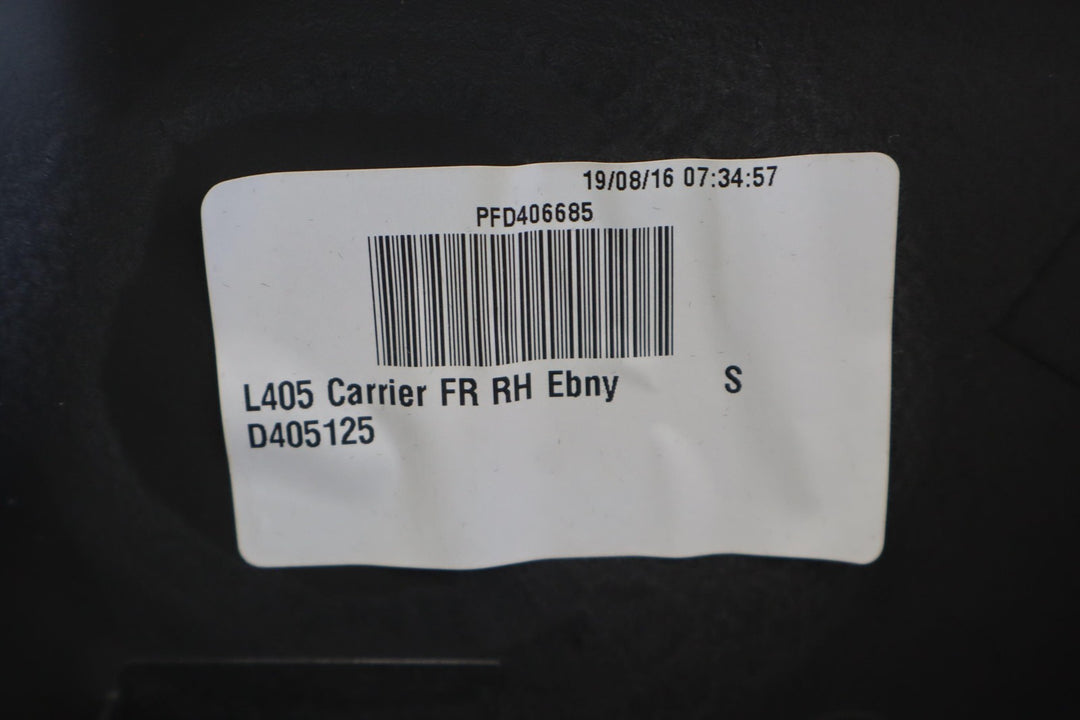 19/08/16 07:34:57
PFD406685
L405 Carrier FR RH Ebny S
D405125